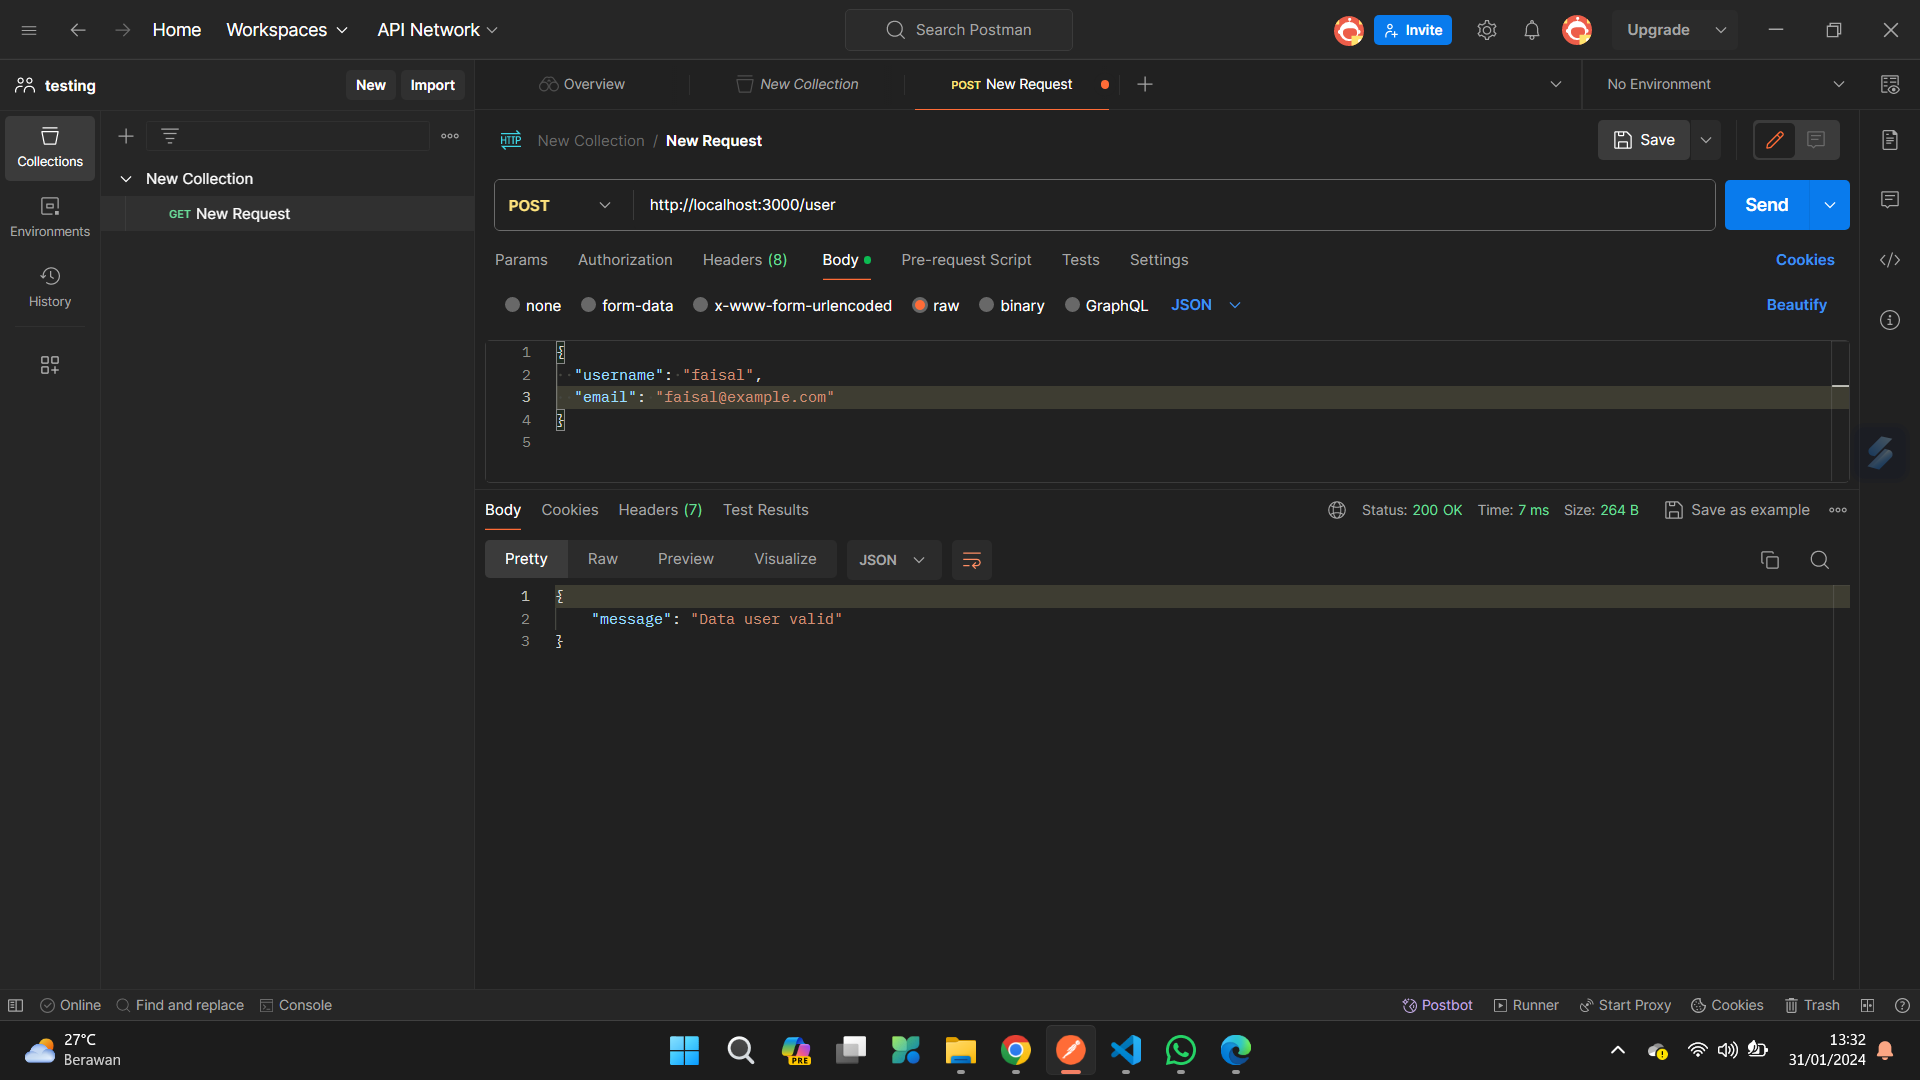 Home Workspaces API Network Search Postman Invite Upgrade
testing New Import Overview New Collection POST New Request No Environment
Collections
Environments
History
New Collection
GET New Request
HTTP New Collection / New Request Save
POST http://localhost:3000/user Send
Params Authorization Headers (8) Body Pre-request Script Tests Settings Cookies
none form-data x-www-form-urlencoded raw binary GraphQL JSON Beautify
1 {
2 "username": "faisal",
3 "email": "faisal@example.com"
4 }
5
Body Cookies Headers (7) Test Results Status: 200 OK Time: 7 ms Size: 264 B Save as example
Pretty Raw Preview Visualize JSON
1 {
2 "message": "Data user valid"
3 }
Online Find and replace Console Postbot Runner Start Proxy Cookies Trash
27°C
Berawan
PRE
13:32
31/01/2024